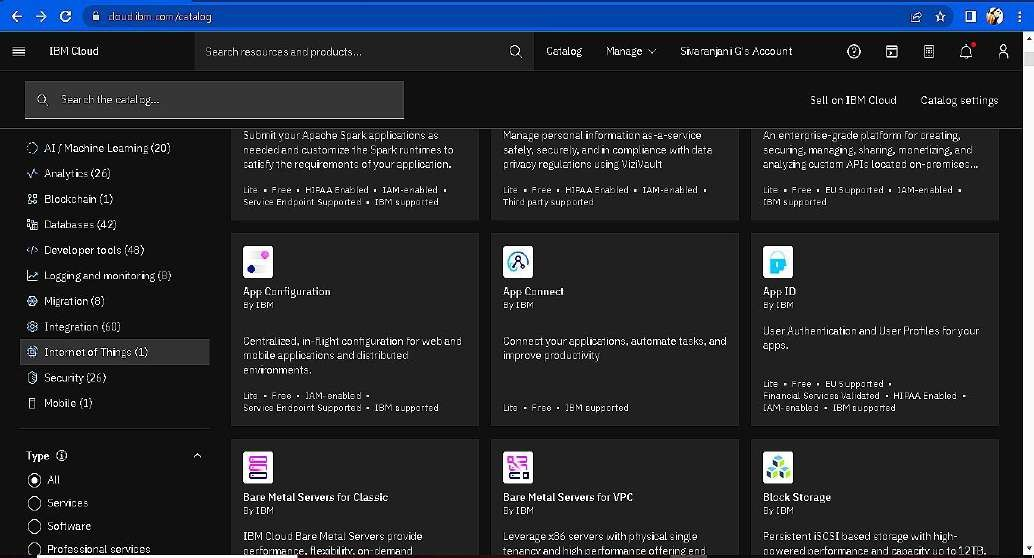 cloud.ibm.com/catalog
IBM Cloud
Search resources and products...
Catalog
Manage
Sivaranjani G's Account
Search the catalog...
Sell on IBM Cloud
Catalog settings
AI / Machine Learning (20)
Analytics (26)
Blockchain (1)
Databases (42)
Developer tools (48)
Logging and monitoring (8)
Migration (8)
Integration (60)
Internet of Things (1)
Security (26)
Mobile (1)
Type
All
Services
Software
Professional services
Submit your Apache Spark applications as
needed and customize the Spark runtimes to
satisfy the requirements of your application.
Lite • Free • HIPAA Enabled • IAM-enabled •
Service Endpoint Supported • IBM supported
Manage personal information as-a-service
safely, securely, and in compliance with data
privacy regulations using ViziVault
Lite • Free • HIPAA Enabled • IAM-enabled •
Third party supported
An enterprise-grade platform for creating,
securing, managing, sharing, monetizing, and
analyzing custom APIs located on-premises...
Lite • Free • EU Supported • IAM-enabled •
IBM supported
App Configuration
By IBM
Centralized, in-flight configuration for web and
mobile applications and distributed
environments.
Lite • Free • IAM-enabled •
Service Endpoint Supported • IBM supported
App Connect
By IBM
Connect your applications, automate tasks, and
improve productivity
Lite • Free • IBM supported
App ID
By IBM
User Authentication and User Profiles for your
apps.
Lite • Free • EU Supported •
Financial Services Validated • HIPAA Enabled •
IAM-enabled • IBM supported
Bare Metal Servers for Classic
By IBM
IBM Cloud Bare Metal Servers provide
performance, flexibility, on-demand
Bare Metal Servers for VPC
By IBM
Leverage x86 servers with physical single
tenancy and high performance offering end
Block Storage
By IBM
Persistent iSCSI based storage with high-
powered performance and capacity up to 12TB.